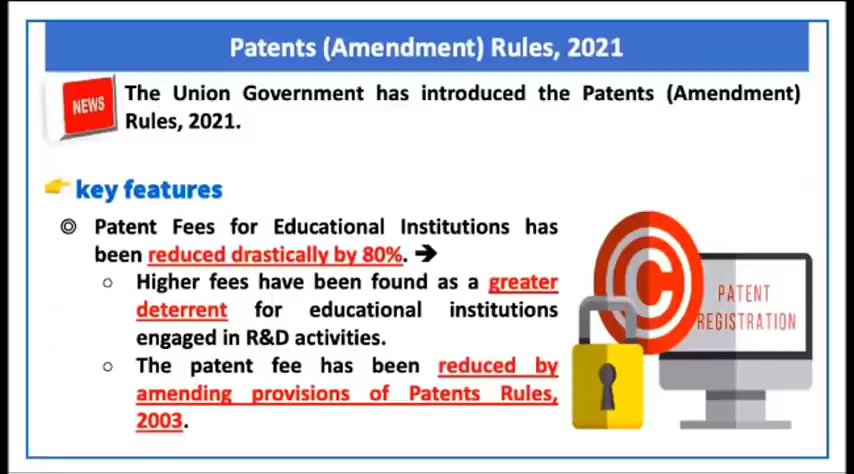 Patents (Amendment) Rules, 2021
NEWS
The Union Government has introduced the Patents (Amendment)
Rules, 2021.
key features
Patent Fees for Educational Institutions has
been reduced drastically by 80%. ➔
Higher fees have been found as a greater
deterrent for educational institutions
engaged in R&D activities.
The patent fee has been reduced by
amending provisions of Patents Rules,
2003.
C
PATENT
REGISTRATION